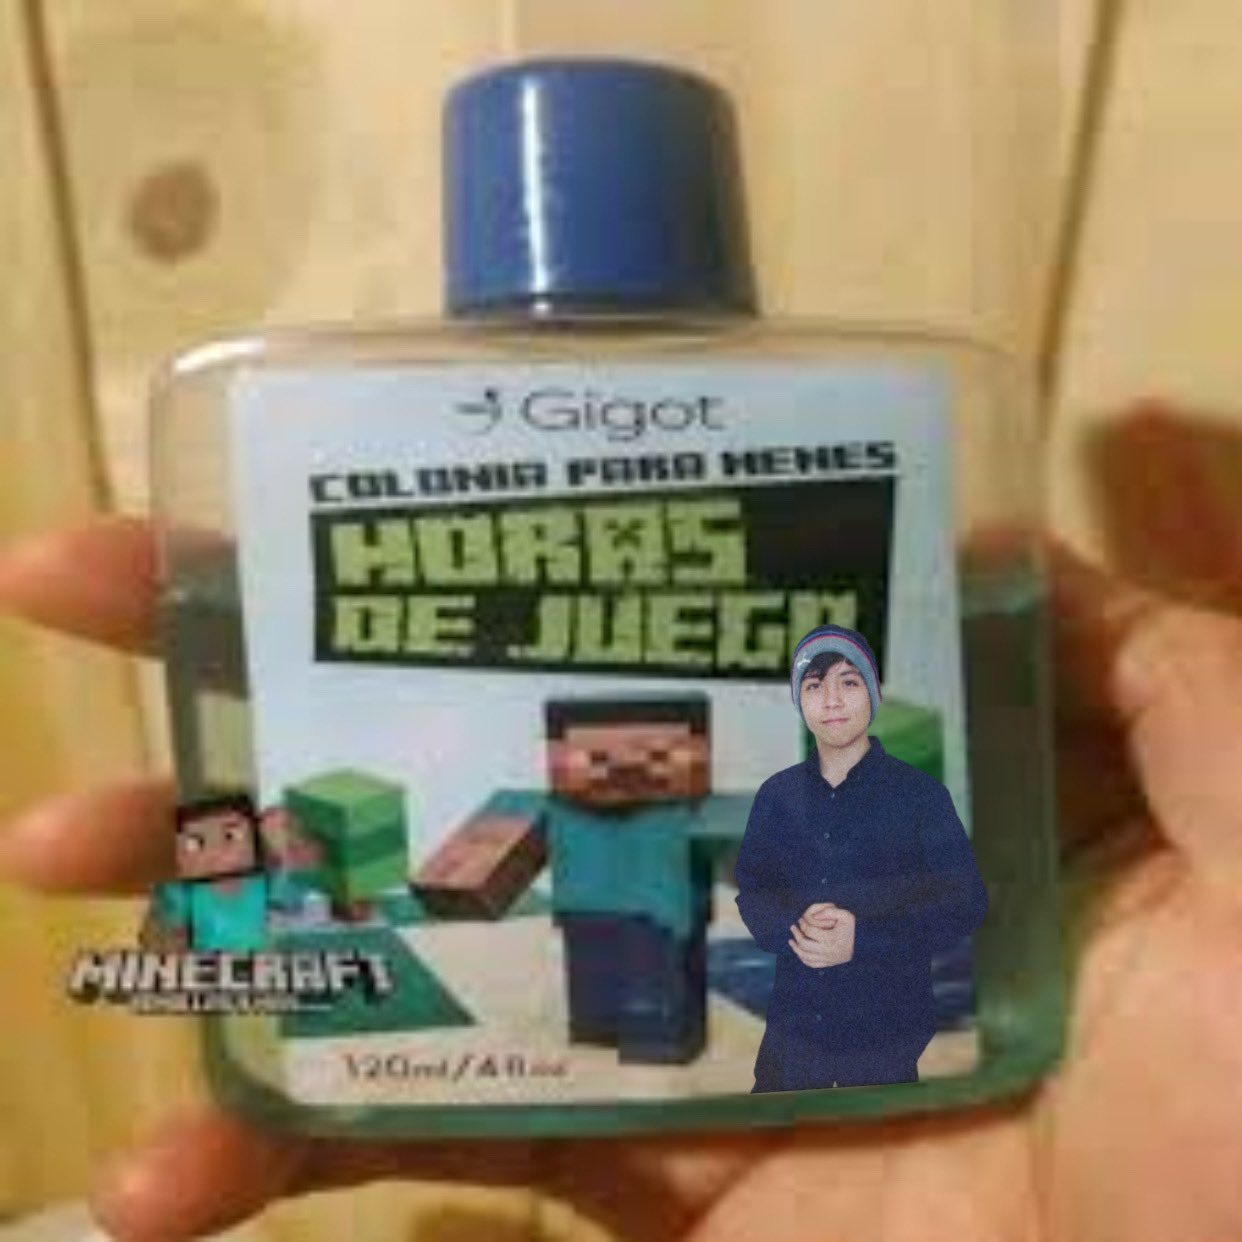 Gigot
COLONIA PARA NENES
HORAS
DE JUEGO
MINECRAFT
120ml/4fl oz